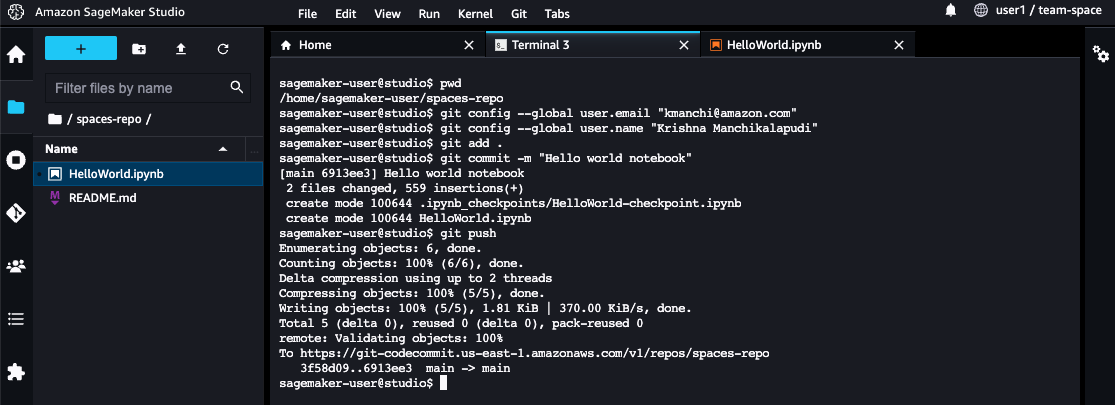 Amazon SageMaker Studio
File Edit View Run Kernel Git Tabs
user1 / team-space
+
Filter files by name
/ spaces-repo /
Name
HelloWorld.ipynb
README.md
Home
Terminal 3
HelloWorld.ipynb
sagemaker-user@studio$ pwd
/home/sagemaker-user/spaces-repo
sagemaker-user@studio$ git config --global user.email "kmanchi@amazon.com"
sagemaker-user@studio$ git config --global user.name "Krishna Manchikalapudi"
sagemaker-user@studio$ git add .
sagemaker-user@studio$ git commit -m "Hello world notebook"
[main 6913ee3] Hello world notebook
 2 files changed, 559 insertions(+)
 create mode 100644 .ipynb_checkpoints/HelloWorld-checkpoint.ipynb
 create mode 100644 HelloWorld.ipynb
sagemaker-user@studio$ git push
Enumerating objects: 6, done.
Counting objects: 100% (6/6), done.
Delta compression using up to 2 threads
Compressing objects: 100% (5/5), done.
Writing objects: 100% (5/5), 1.81 KiB | 370.00 KiB/s, done.
Total 5 (delta 0), reused 0 (delta 0), pack-reused 0
remote: Validating objects: 100%
To https://git-codecommit.us-east-1.amazonaws.com/v1/repos/spaces-repo
   3f58d09..6913ee3  main -> main
sagemaker-user@studio$